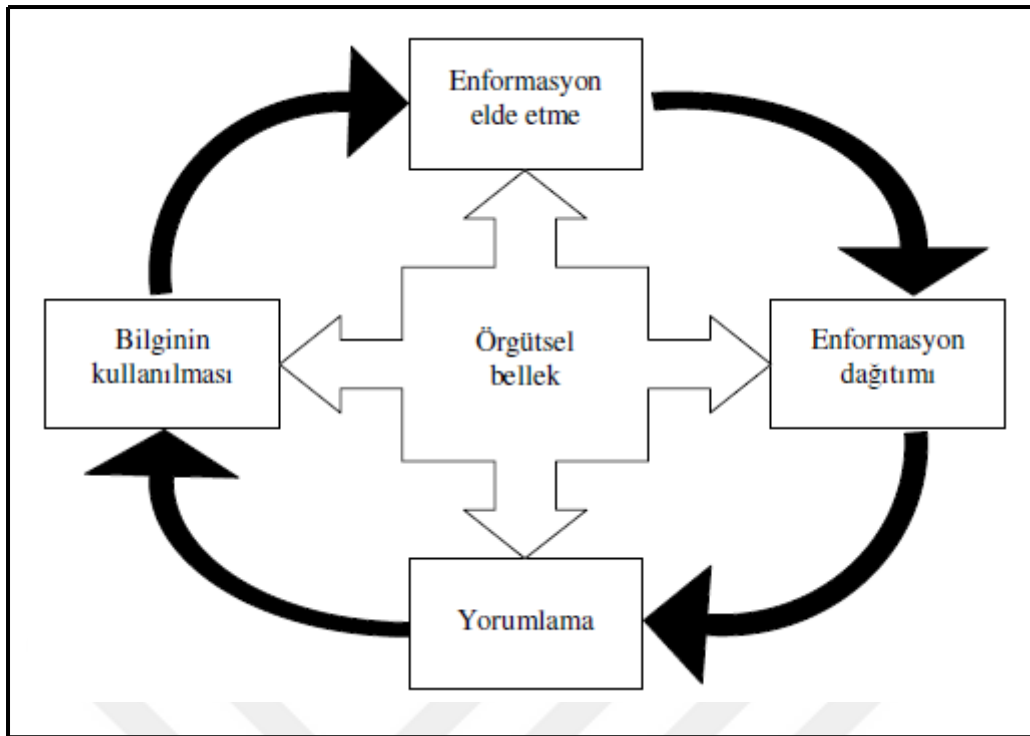 Enformasyon
elde etme
Bilginin
kullanılması
Örgütsel
bellek
Enformasyon
dağıtımı
Yorumlama